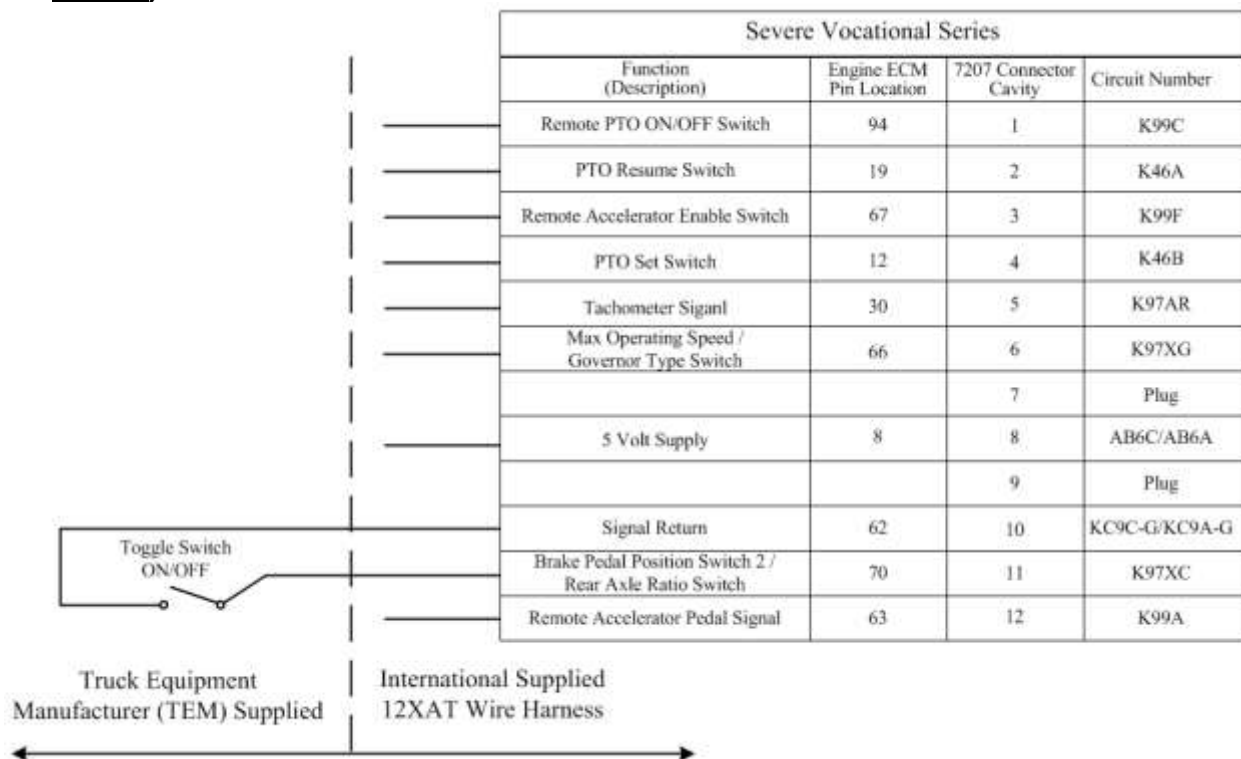 Severe Vocational Series
Function
(Description)
Engine ECM
Pin Location
7207 Connector
Cavity
Circuit Number
Remote PTO ON/OFF Switch 94 1 K99C
PTO Resume Switch 19 2 K46A
Remote Accelerator Enable Switch 67 3 K99F
PTO Set Switch 12 4 K46B
Tachometer Siganl 30 5 K97AR
Max Operating Speed /
Governor Type Switch 66 6 K97XG
7 Plug
5 Volt Supply 8 8 AB6C/AB6A
9 Plug
Signal Return 62 10 KC9C-G/KC9A-G
Toggle Switch
ON/OFF
Brake Pedal Position Switch 2 /
Rear Axle Ratio Switch 70 11 K97XC
Remote Accelerator Pedal Signal 63 12 K99A
Truck Equipment
Manufacturer (TEM) Supplied
International Supplied
12XAT Wire Harness